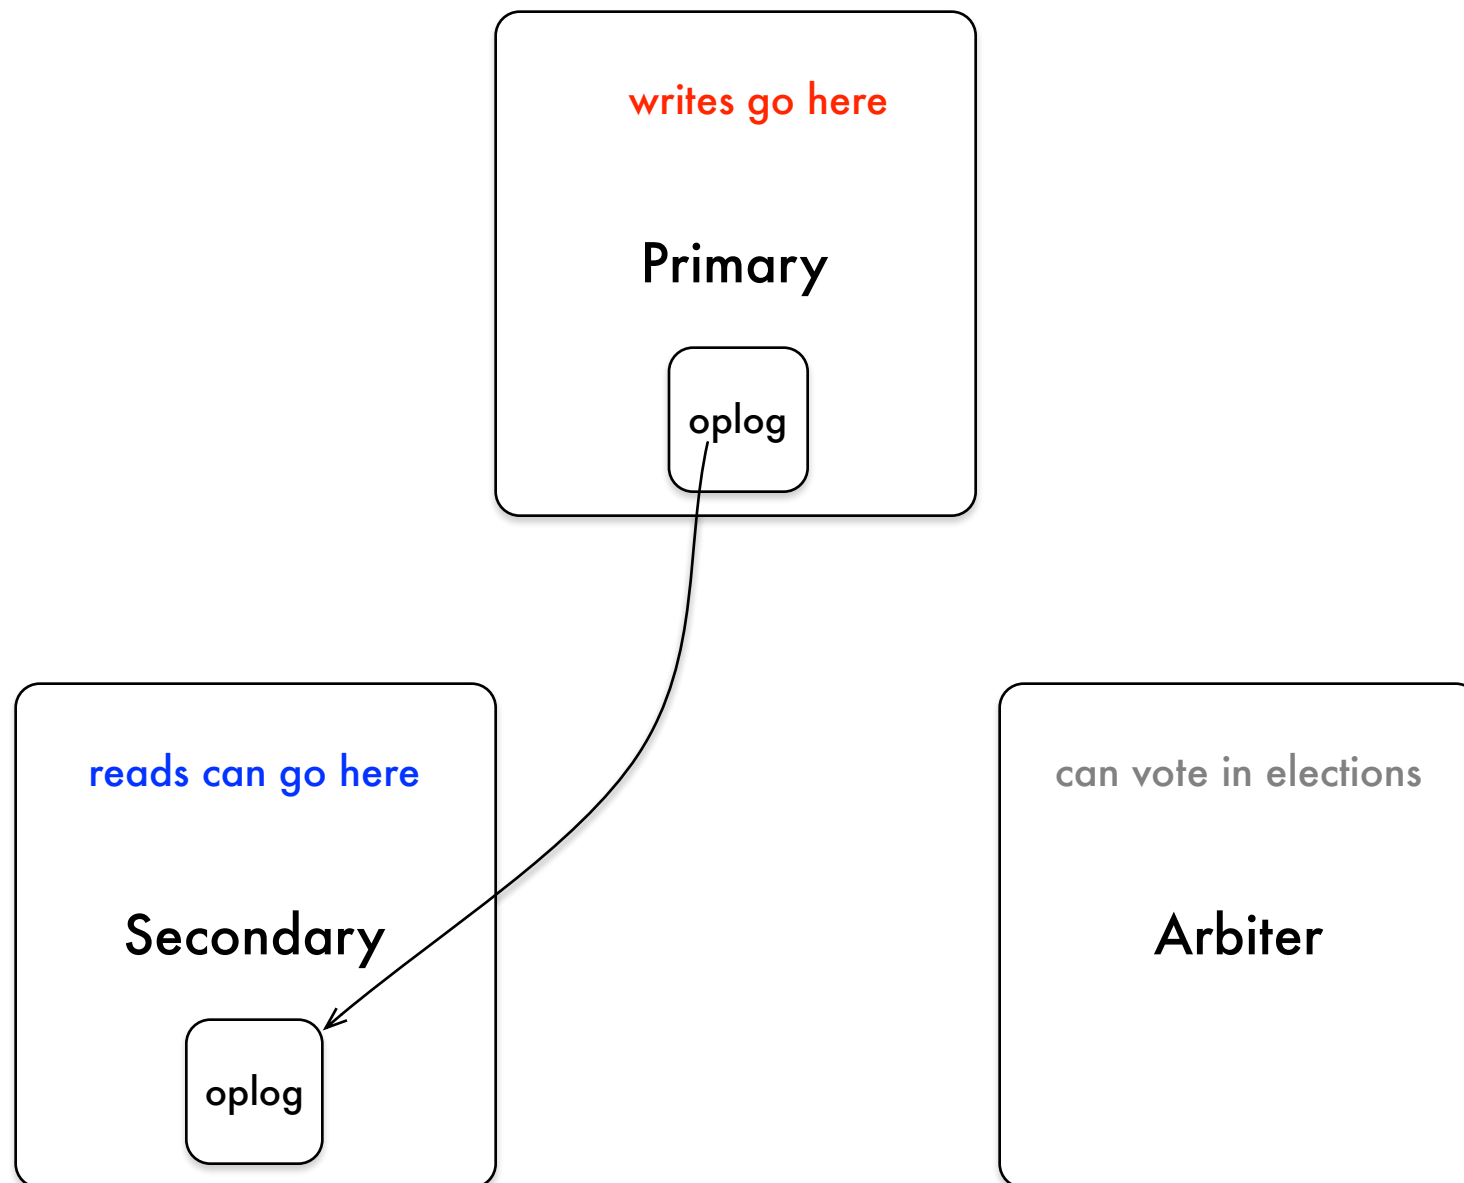 writes go here
Primary
oplog
reads can go here
Secondary
oplog
can vote in elections
Arbiter